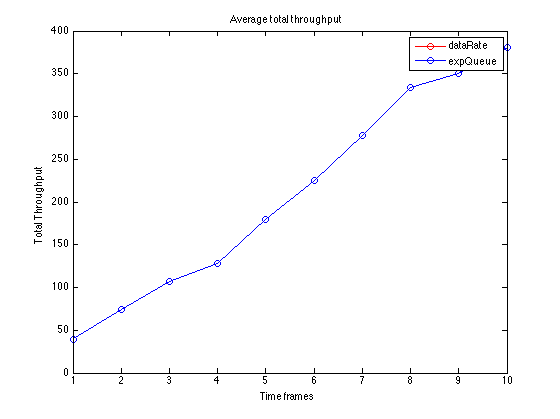 Average total throughput
400
350
300
250
200
150
100
50
0
Total Throughput
dataRate
expQueue
1 2 3 4 5 6 7 8 9 10
Time frames